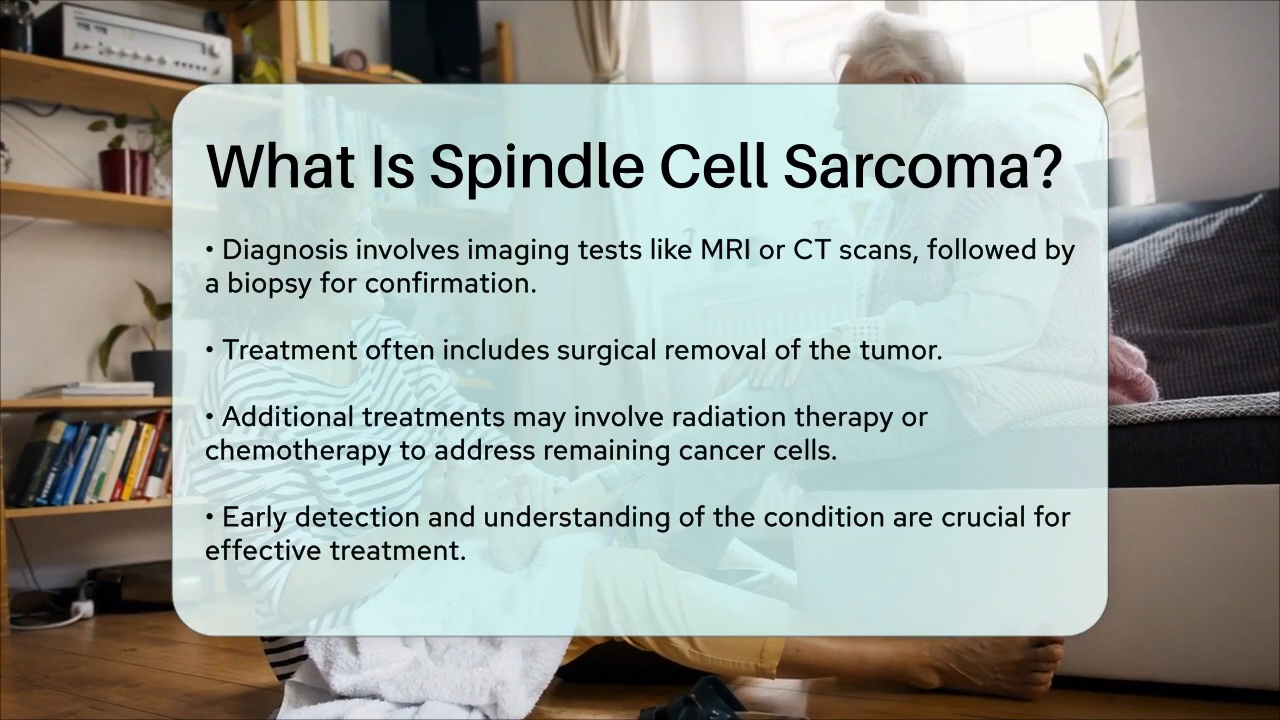 What Is Spindle Cell Sarcoma?
• Diagnosis involves imaging tests like MRI or CT scans, followed by
a biopsy for confirmation.
• Treatment often includes surgical removal of the tumor.
• Additional treatments may involve radiation therapy or
chemotherapy to address remaining cancer cells.
• Early detection and understanding of the condition are crucial for
effective treatment.